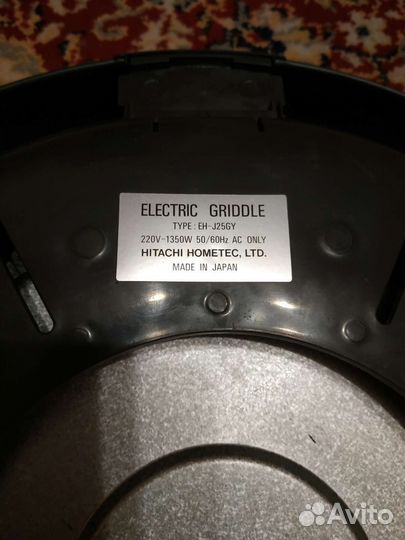 ELECTRIC GRIDDLE
TYPE : EH-J25GY
220V-1350W 50/60Hz AC ONLY
HITACHI HOMETEC, LTD.
MADE IN JAPAN
Avito